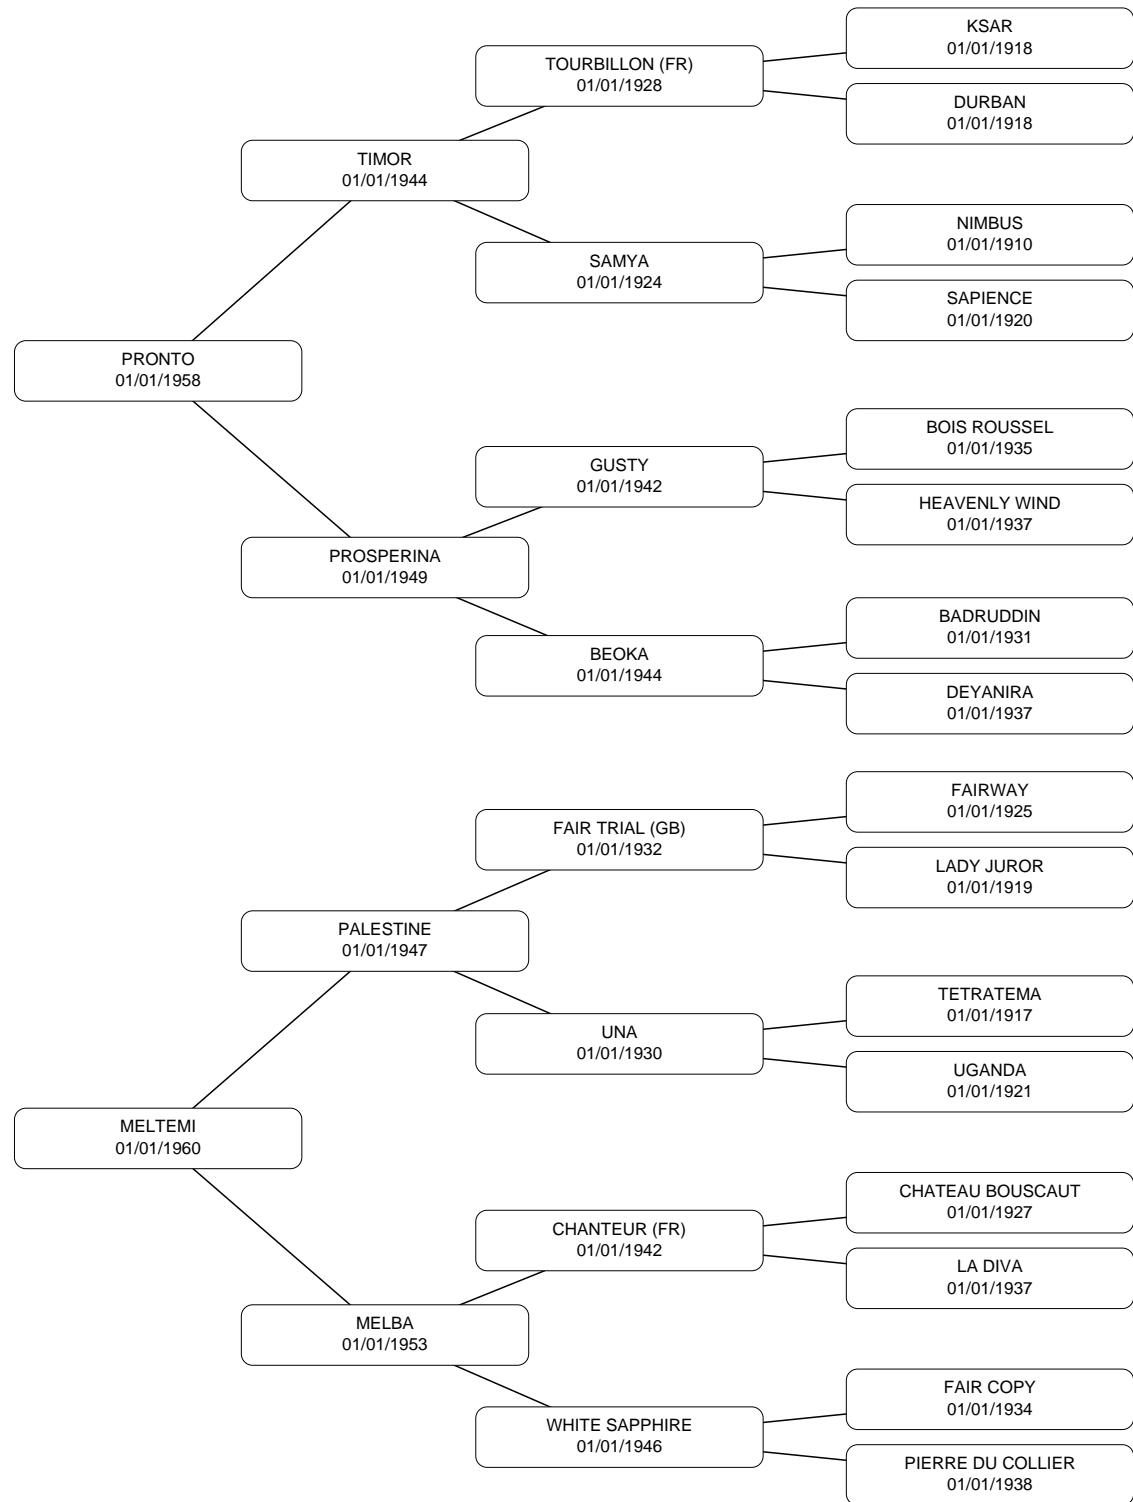 KSAR
01/01/1918
TOURBILLON (FR)
01/01/1928
DURBAN
01/01/1918
TIMOR
01/01/1944
NIMBUS
01/01/1910
SAMYA
01/01/1924
SAPIENCE
01/01/1920
PRONTO
01/01/1958
BOIS ROUSSEL
01/01/1935
GUSTY
01/01/1942
HEAVENLY WIND
01/01/1937
PROSPERINA
01/01/1949
BADRUDDIN
01/01/1931
BEOKA
01/01/1944
DEYANIRA
01/01/1937
FAIRWAY
01/01/1925
FAIR TRIAL (GB)
01/01/1932
LADY JUROR
01/01/1919
PALESTINE
01/01/1947
TETRATEMA
01/01/1917
UNA
01/01/1930
UGANDA
01/01/1921
MELTEMI
01/01/1960
CHATEAU BOUSCAUT
01/01/1927
CHANTEUR (FR)
01/01/1942
LA DIVA
01/01/1937
MELBA
01/01/1953
FAIR COPY
01/01/1934
WHITE SAPPHIRE
01/01/1946
PIERRE DU COLLIER
01/01/1938